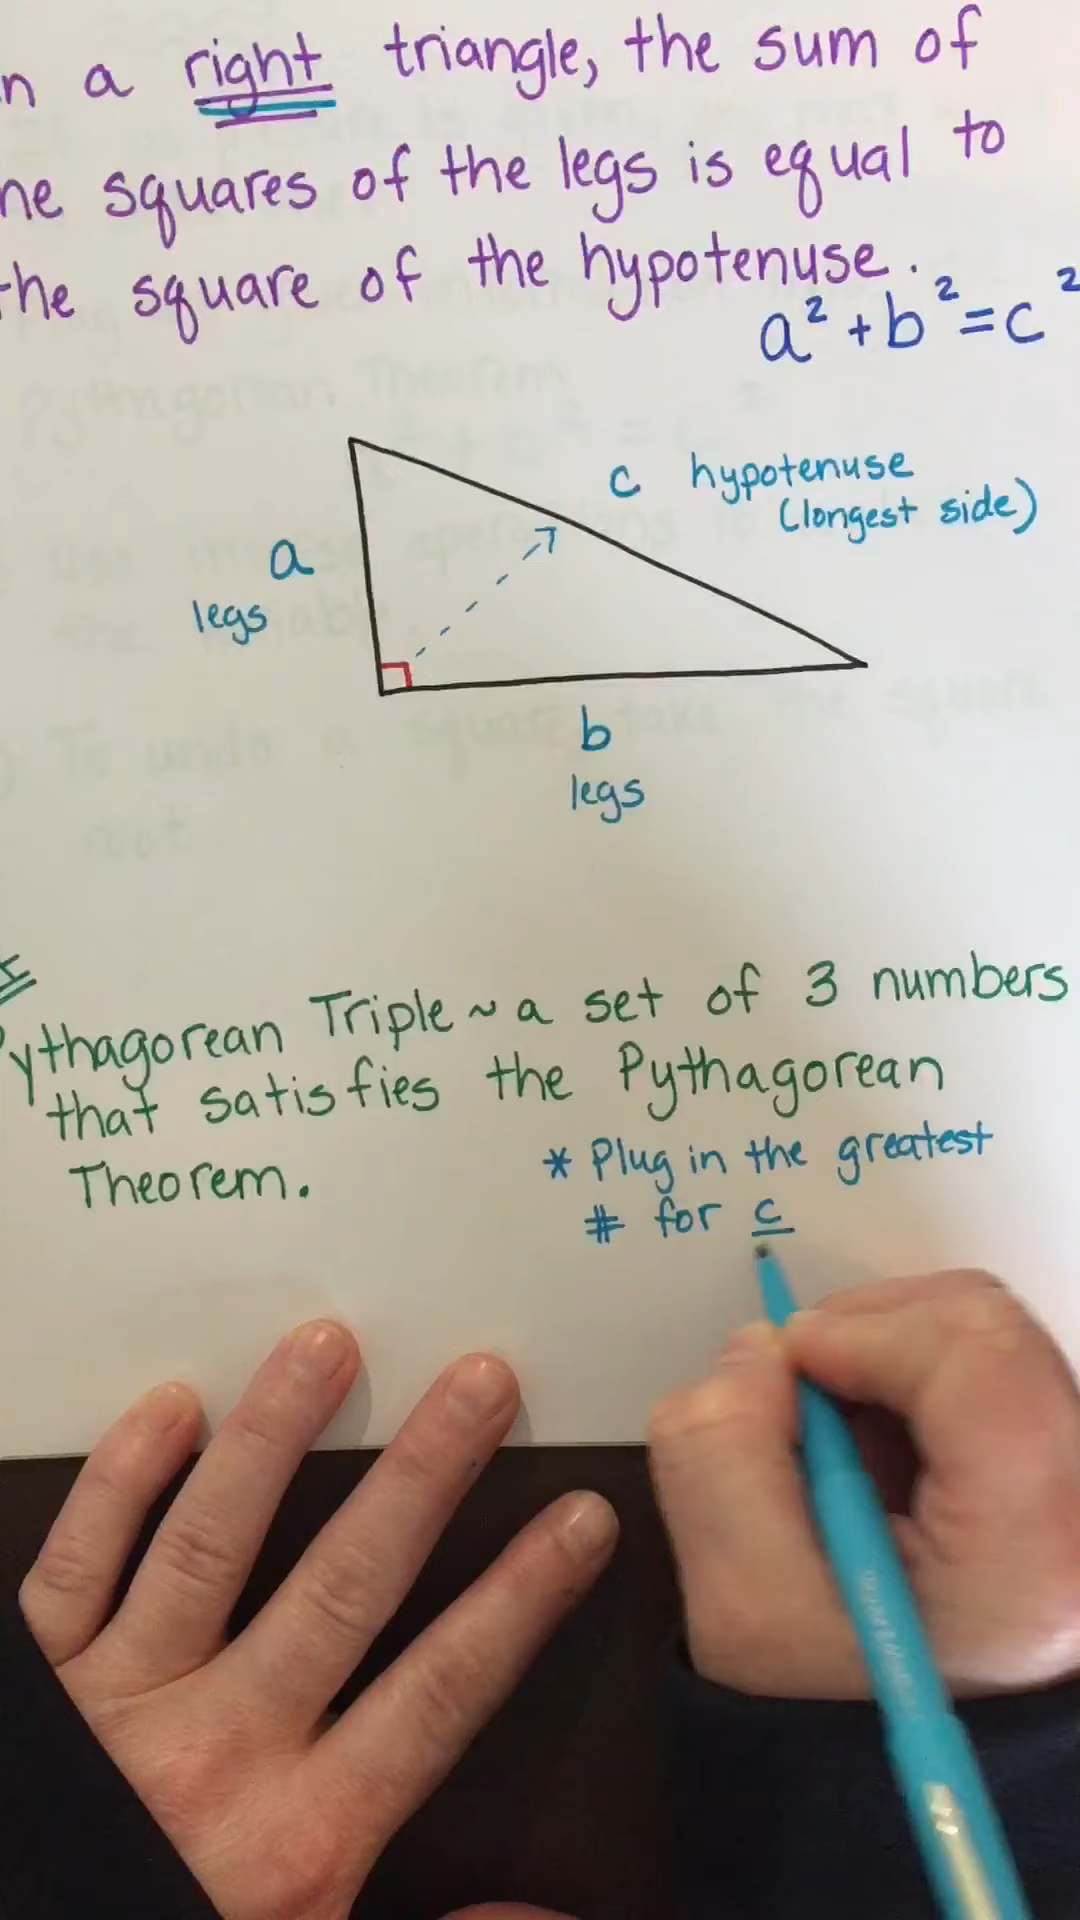 n a right triangle, the sum of
he squares of the legs is equal to
the square of the hypotenuse.
a² + b² = c²
c hypotenuse
(longest side)
a
legs
b
legs
Pythagorean Triple ~ a set of 3 numbers
that satisfies the Pythagorean
Theorem.
* Plug in the greatest
# for c